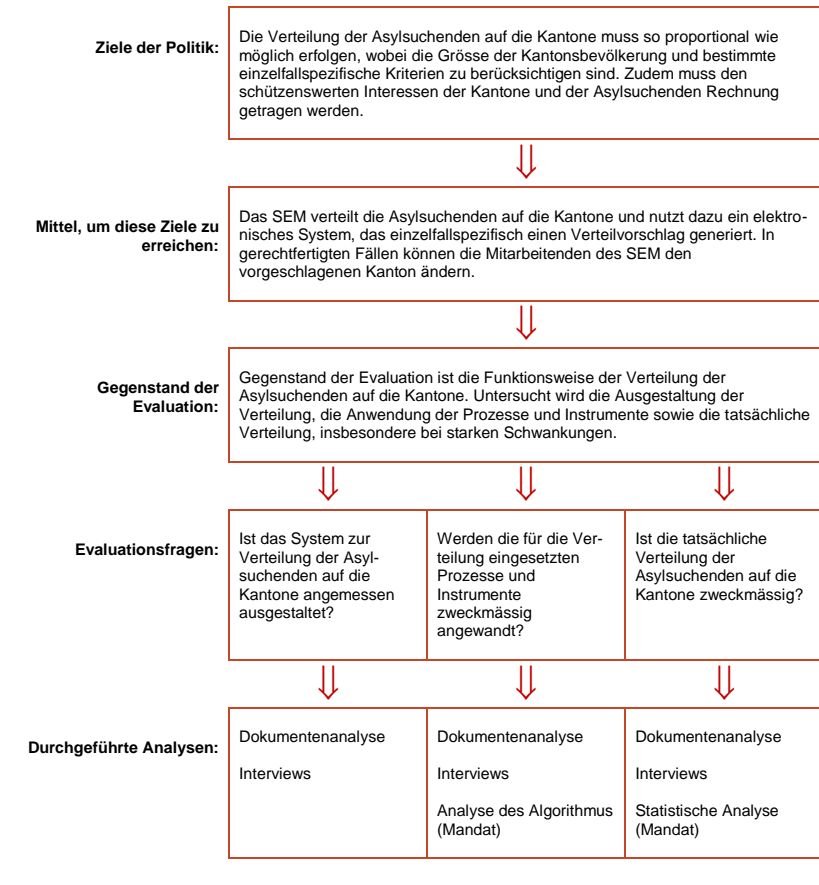 Ziele der Politik:
Die Verteilung der Asylsuchenden auf die Kantone muss so proportional wie
möglich erfolgen, wobei die Grösse der Kantonsbevölkerung und bestimmte
einzelfallspezifische Kriterien zu berücksichtigen sind. Zudem muss den
schützenswerten Interessen der Kantone und der Asylsuchenden Rechnung
getragen werden.
Mittel, um diese Ziele zu
erreichen:
Das SEM verteilt die Asylsuchenden auf die Kantone und nutzt dazu ein elektro-
nisches System, das einzelfallspezifisch einen Verteilvorschlag generiert. In
gerechtfertigten Fällen können die Mitarbeitenden des SEM den
vorgeschlagenen Kanton ändern.
Gegenstand der
Evaluation:
Gegenstand der Evaluation ist die Funktionsweise der Verteilung der
Asylsuchenden auf die Kantone. Untersucht wird die Ausgestaltung der
Verteilung, die Anwendung der Prozesse und Instrumente sowie die tatsächliche
Verteilung, insbesondere bei starken Schwankungen.
Evaluationsfragen:
Ist das System zur
Verteilung der Asyl-
suchenden auf die
Kantone angemessen
ausgestaltet?
Werden die für die Ver-
teilung eingesetzten
Prozesse und
Instrumente
zweckmässig
angewandt?
Ist die tatsächliche
Verteilung der
Asylsuchenden auf die
Kantone zweckmässig?
Durchgeführte Analysen:
Dokumentenanalyse
Interviews
Dokumentenanalyse
Interviews
Analyse des Algorithmus
(Mandat)
Dokumentenanalyse
Interviews
Statistische Analyse
(Mandat)